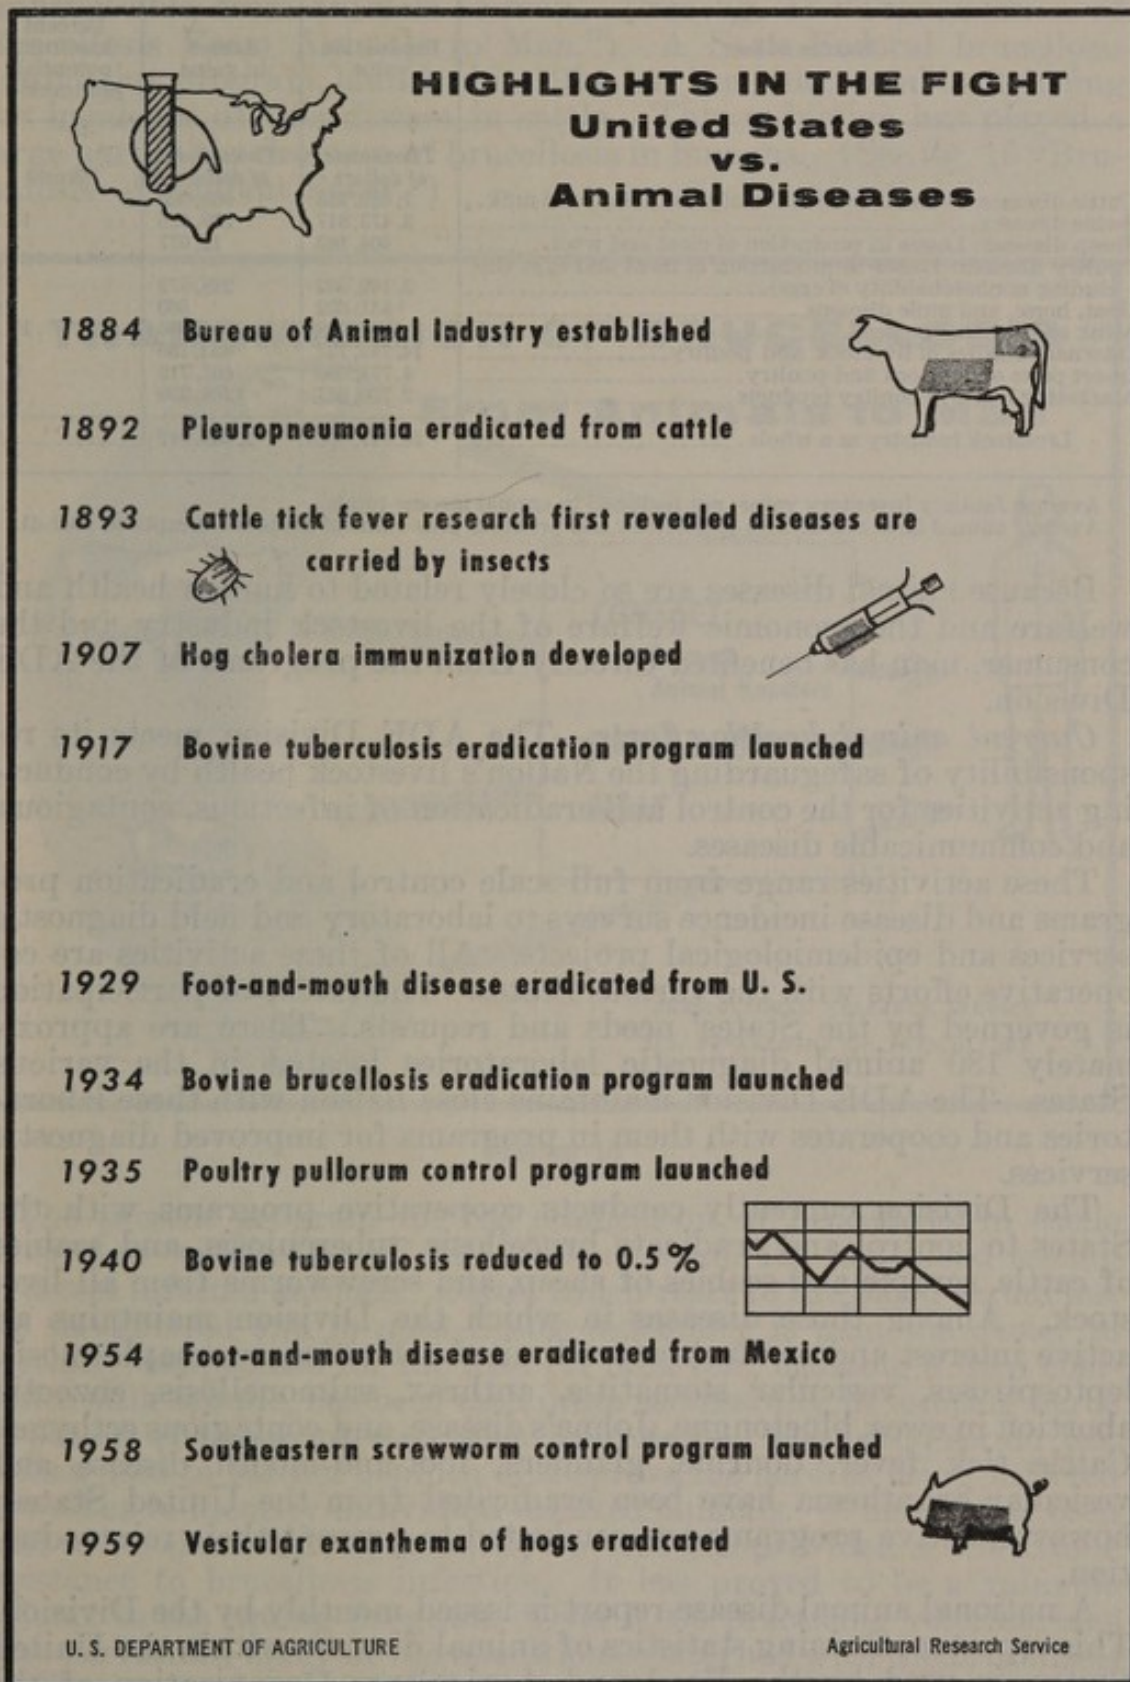 HIGHLIGHTS IN THE FIGHT
United States
vs.
Animal Diseases
1884 Bureau of Animal Industry established
1892 Pleuropneumonia eradicated from cattle
1893 Cattle tick fever research first revealed diseases are
carried by insects
1907 Hog cholera immunization developed
1917 Bovine tuberculosis eradication program launched
1929 Foot-and-mouth disease eradicated from U. S.
1934 Bovine brucellosis eradication program launched
1935 Poultry pullorum control program launched
1940 Bovine tuberculosis reduced to 0.5 %
1954 Foot-and-mouth disease eradicated from Mexico
1958 Southeastern screwworm control program launched
1959 Vesicular exanthema of hogs eradicated
U. S. DEPARTMENT OF AGRICULTURE
Agricultural Research Service